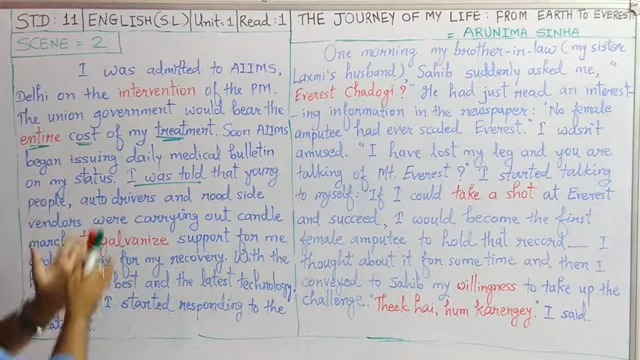 STD: 11 ENGLISH (S.L) Unit:1 Read:1 THE JOURNEY OF MY LIFE: FROM EARTH TO EVEREST
= ARUNIMA SINHA
SCENE = 2
I was admitted to AIIMS,
Delhi on the intervention of the PM.
The union government would bear the
entire cost of my treatment. Soon AIIMS
began issuing daily medical bulletin
on my status. I was told that young
people, auto drivers and road side
vendors were carrying out candle
march to galvanize support for me
for my recovery. With the
best and the latest technology
I started responding to the
One morning my brother-in-law (my sister
Laxmi's husband), Sahib suddenly asked me, "
Everest Chadogi?" He had just read an interest-
ing information in the newspaper: 'No female
amputee had ever scaled Everest.' I wasn't
amused. "I have lost my leg and you are
talking of Mt. Everest?" I started talking
to myself. If I could take a shot at Everest
and succeed, I would become the first
female amputee to hold that record...... I
thought about it for some time and then I
conveyed to Sahib my willingness to take up the
challenge. "Theek hai, hum karengey." I said.